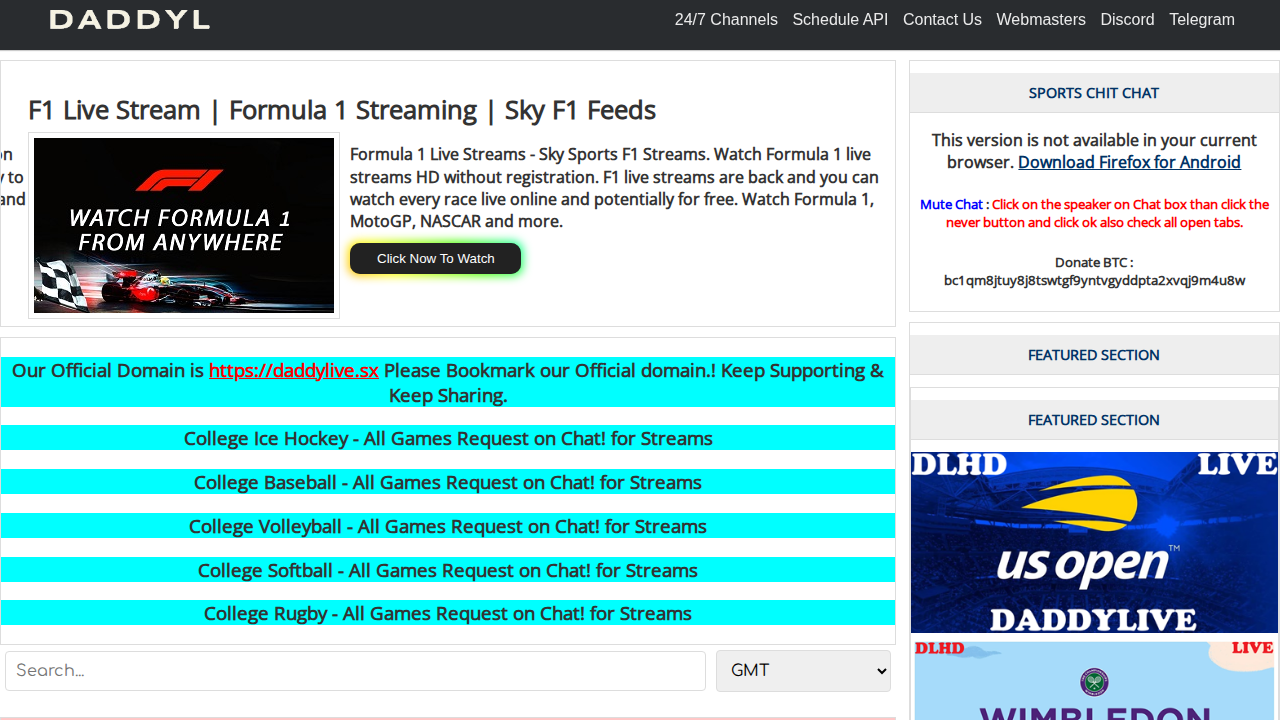 DADDYL
24/7 Channels Schedule API Contact Us Webmasters Discord Telegram
F1 Live Stream | Formula 1 Streaming | Sky F1 Feeds
on
y to
and
WATCH FORMULA 1
FROM ANYWHERE
Formula 1 Live Streams - Sky Sports F1 Streams. Watch Formula 1 live
streams HD without registration. F1 live streams are back and you can
watch every race live online and potentially for free. Watch Formula 1,
MotoGP, NASCAR and more.
Click Now To Watch
Our Official Domain is https://daddylive.sx Please Bookmark our Official domain.! Keep Supporting &
Keep Sharing.
College Ice Hockey - All Games Request on Chat! for Streams
College Baseball - All Games Request on Chat! for Streams
College Volleyball - All Games Request on Chat! for Streams
College Softball - All Games Request on Chat! for Streams
College Rugby - All Games Request on Chat! for Streams
Search...
GMT
SPORTS CHIT CHAT
This version is not available in your current
browser. Download Firefox for Android
Mute Chat : Click on the speaker on Chat box than click the
never button and click ok also check all open tabs.
Donate BTC :
bc1qm8jtuy8j8tswtgf9yntvgyddpta2xvqj9m4u8w
FEATURED SECTION
FEATURED SECTION
DLHD LIVE
us open TM
DADDYLIVE
DLHD LIVE
WIMBLEDON